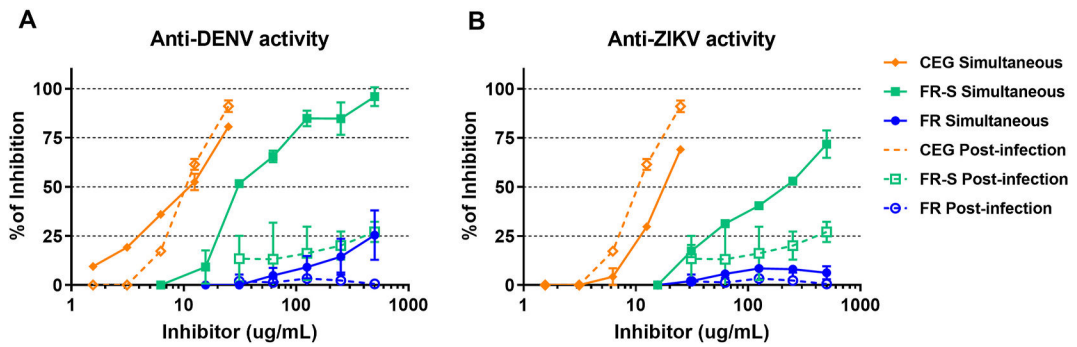 A
Anti-DENV activity
%of Inhibition
100
75
50
25
0
1
10
100
1000
Inhibitor (ug/mL)
B
Anti-ZIKV activity
%of Inhibition
100
75
50
25
0
1
10
100
1000
Inhibitor (ug/mL)
CEG Simultaneous
FR-S Simultaneous
FR Simultaneous
CEG Post-infection
FR-S Post-infection
FR Post-infection